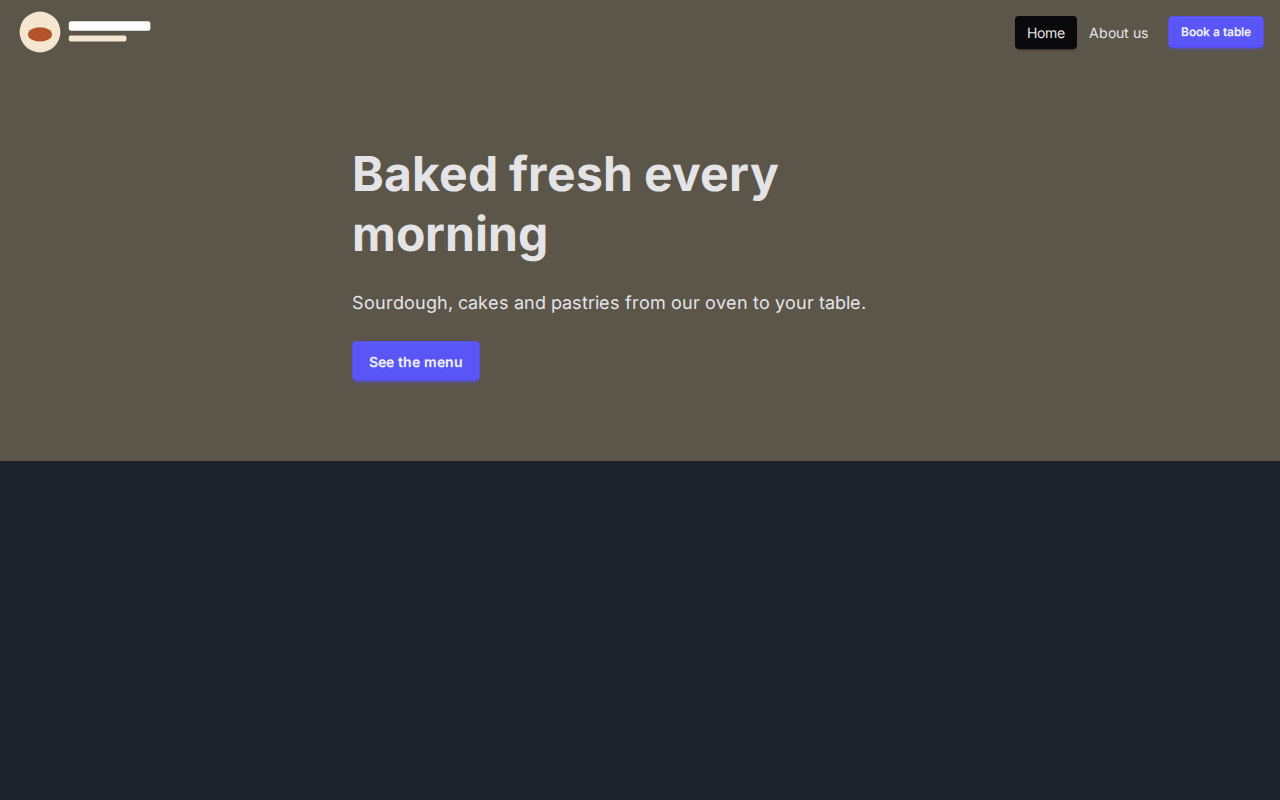 Home
About us
Book a table
Baked fresh every
morning
Sourdough, cakes and pastries from our oven to your table.
See the menu